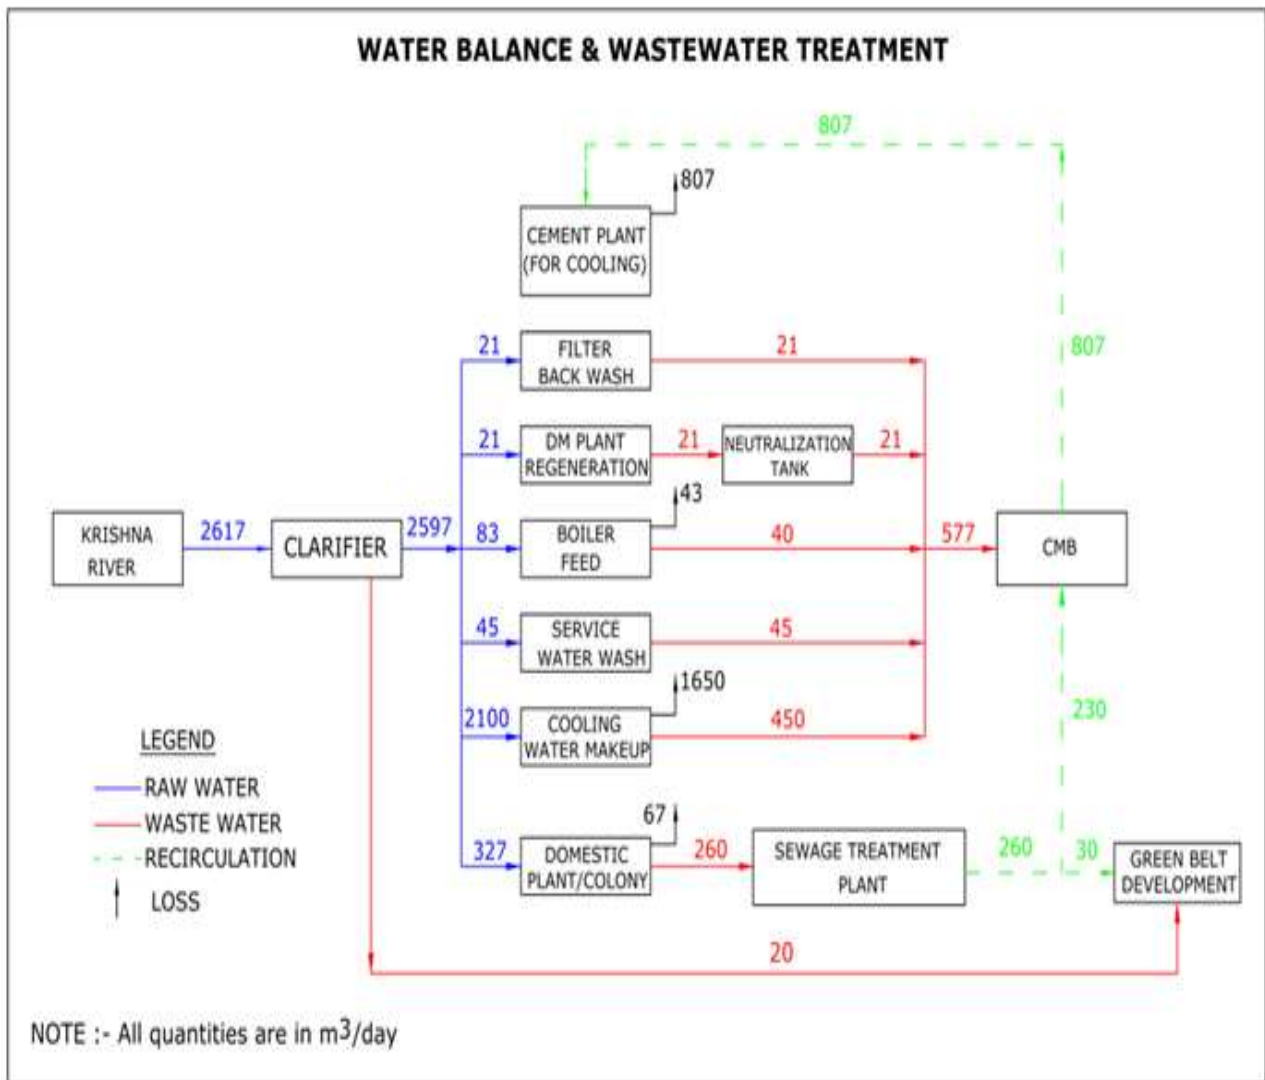 WATER BALANCE & WASTEWATER TREATMENT
807
807
CEMENT PLANT
(FOR COOLING)
807
21
FILTER
BACK WASH
21
21
DM PLANT
REGENERATION
21
NEUTRALIZATION
TANK
21
KRISHNA
RIVER
2617
CLARIFIER
2597
83
BOILER
FEED
43
40
577
CMB
45
SERVICE
WATER WASH
45
2100
COOLING
WATER MAKEUP
1650
450
230
LEGEND
RAW WATER
WASTE WATER
RECIRCULATION
LOSS
327
DOMESTIC
PLANT/COLONY
67
260
SEWAGE TREATMENT
PLANT
260
30
GREEN BELT
DEVELOPMENT
20
NOTE :- All quantities are in m3/day